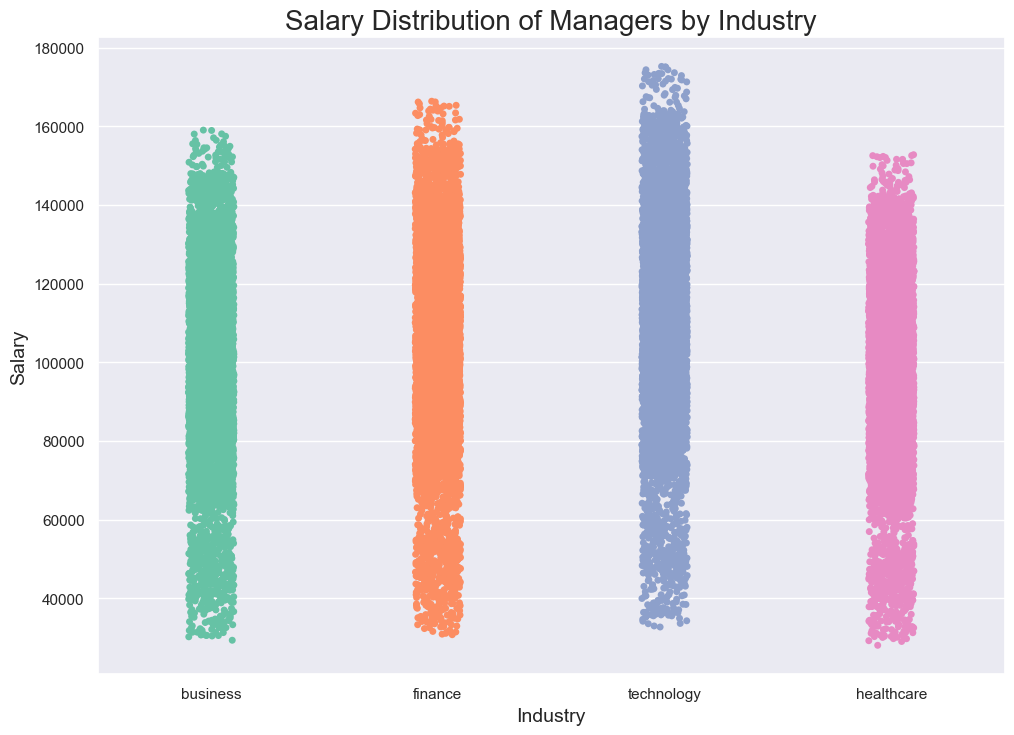 Salary Distribution of Managers by Industry
180000
160000
140000
120000
100000
80000
60000
40000
Salary
business
finance
technology
healthcare
Industry